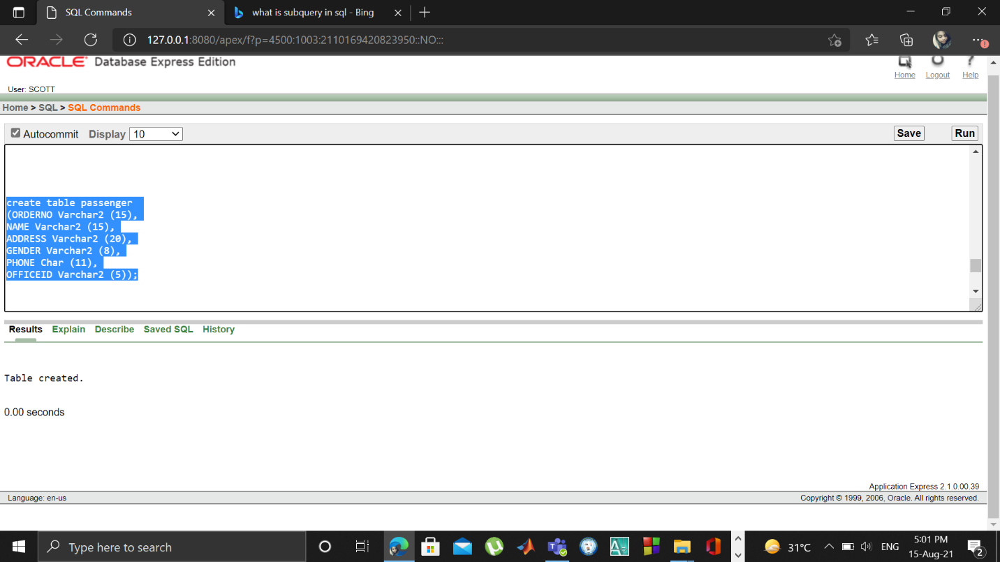 SQL Commands
what is subquery in sql - Bing
127.0.0.1:8080/apex/f?p=4500:1003:2110169420823950::NO:::
ORACLE Database Express Edition
Home Logout Help
User: SCOTT
Home > SQL > SQL Commands
Autocommit Display 10 Save Run
create table passenger
(ORDERNO Varchar2 (15),
NAME Varchar2 (15),
ADDRESS Varchar2 (20),
GENDER Varchar2 (8),
PHONE Char (11),
OFFICEID Varchar2 (5));
Results Explain Describe Saved SQL History
Table created.
0.00 seconds
Application Express 2.1.0.00.39
Language: en-us Copyright © 1999, 2006, Oracle. All rights reserved.
Type here to search 31°C ENG 5:01 PM
15-Aug-21 2